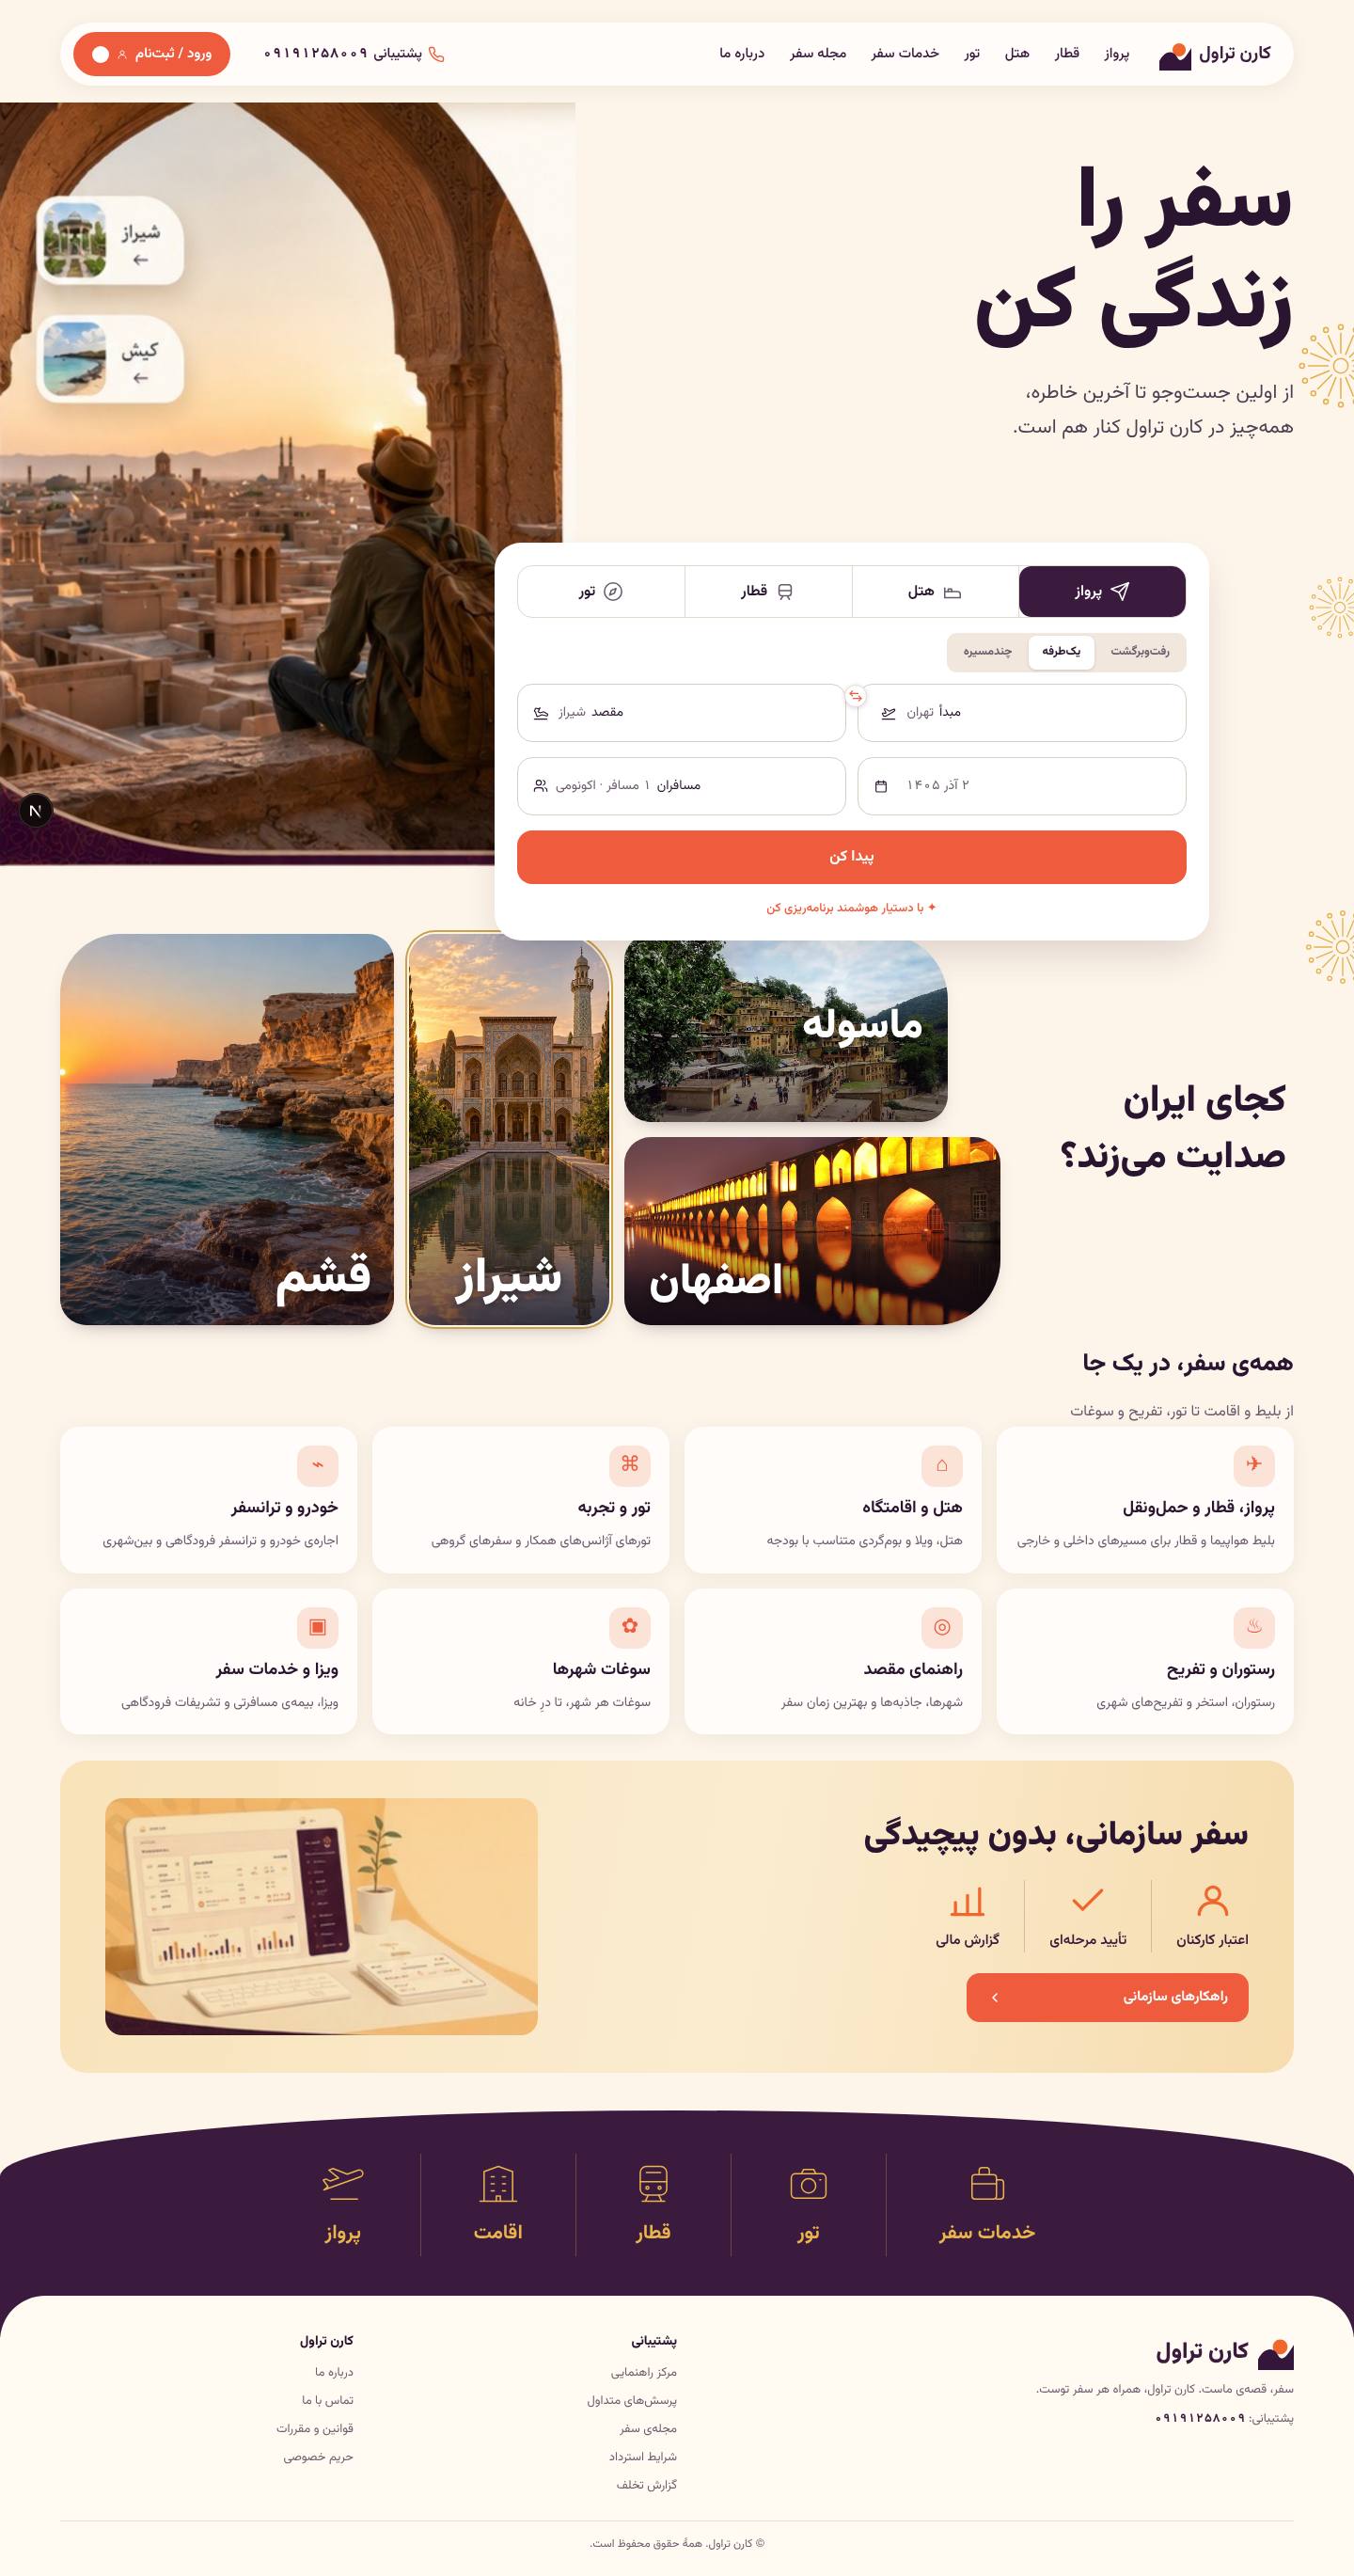 کارن تراول
پرواز
قطار
هتل
تور
خدمات سفر
مجله سفر
درباره ما
پشتیبانی ۰۹۱۹۱۲۵۸۰۰۹
ورود / ثبت‌نام
سفر را
زندگی کن
از اولین جست‌وجو تا آخرین خاطره،
همه‌چیز در کارن تراول کنار هم است.
شیراز
کیش
پرواز
هتل
قطار
تور
رفت‌وبرگشت
یک‌طرفه
چندمسیره
مبدأ تهران
مقصد شیراز
۲ آذر ۱۴۰۵
مسافران ۱ مسافر · اکونومی
پیدا کن
✦ با دستیار هوشمند برنامه‌ریزی کن
N
کجای ایران
صدایت می‌زند؟
ماسوله
اصفهان
شیراز
قشم
همه‌ی سفر، در یک جا
از بلیط و اقامت تا تور، تفریح و سوغات
پرواز، قطار و حمل‌ونقل
بلیط هواپیما و قطار برای مسیرهای داخلی و خارجی
هتل و اقامتگاه
هتل، ویلا و بوم‌گردی متناسب با بودجه
تور و تجربه
تورهای آژانس‌های همکار و سفرهای گروهی
خودرو و ترانسفر
اجاره‌ی خودرو و ترانسفر فرودگاهی و بین‌شهری
رستوران و تفریح
رستوران، استخر و تفریح‌های شهری
راهنمای مقصد
شهرها، جاذبه‌ها و بهترین زمان سفر
سوغات شهرها
سوغات هر شهر، تا درِ خانه
ویزا و خدمات سفر
ویزا، بیمه‌ی مسافرتی و تشریفات فرودگاهی
سفر سازمانی، بدون پیچیدگی
اعتبار کارکنان
تأیید مرحله‌ای
گزارش مالی
راهکارهای سازمانی
خدمات سفر
تور
قطار
اقامت
پرواز
کارن تراول
سفر، قصه‌ی ماست. کارن تراول، همراه هر سفر توست.
پشتیبانی: ۰۹۱۹۱۲۵۸۰۰۹
پشتیبانی
مرکز راهنمایی
پرسش‌های متداول
مجله‌ی سفر
شرایط استرداد
گزارش تخلف
کارن تراول
درباره ما
تماس با ما
قوانین و مقررات
حریم خصوصی
© کارن تراول. همهٔ حقوق محفوظ است.